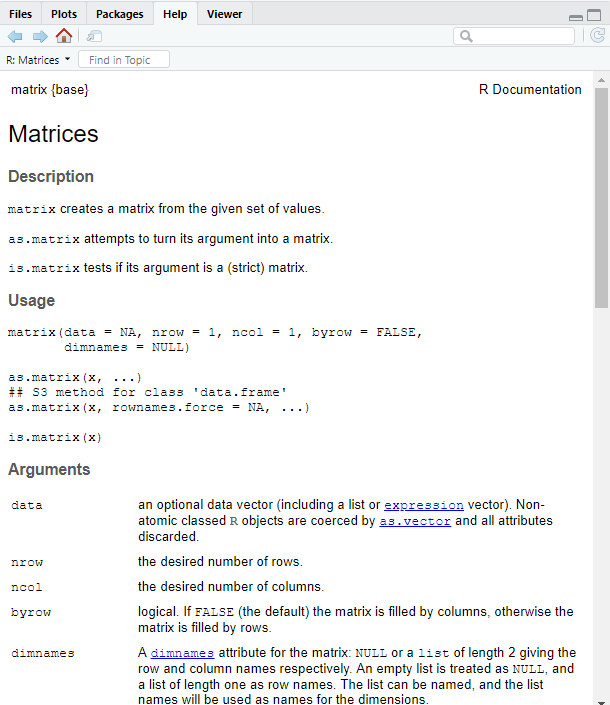 Files Plots Packages Help Viewer
R: Matrices Find in Topic
matrix {base} R Documentation
Matrices
Description
matrix creates a matrix from the given set of values.
as.matrix attempts to turn its argument into a matrix.
is.matrix tests if its argument is a (strict) matrix.
Usage
matrix(data = NA, nrow = 1, ncol = 1, byrow = FALSE,
       dimnames = NULL)
as.matrix(x, ...)
## S3 method for class 'data.frame'
as.matrix(x, rownames.force = NA, ...)
is.matrix(x)
Arguments
data an optional data vector (including a list or expression vector). Non-
atomic classed R objects are coerced by as.vector and all attributes
discarded.
nrow the desired number of rows.
ncol the desired number of columns.
byrow logical. If FALSE (the default) the matrix is filled by columns, otherwise the
matrix is filled by rows.
dimnames A dimnames attribute for the matrix: NULL or a list of length 2 giving the
row and column names respectively. An empty list is treated as NULL, and
a list of length one as row names. The list can be named, and the list
names will be used as names for the dimensions.